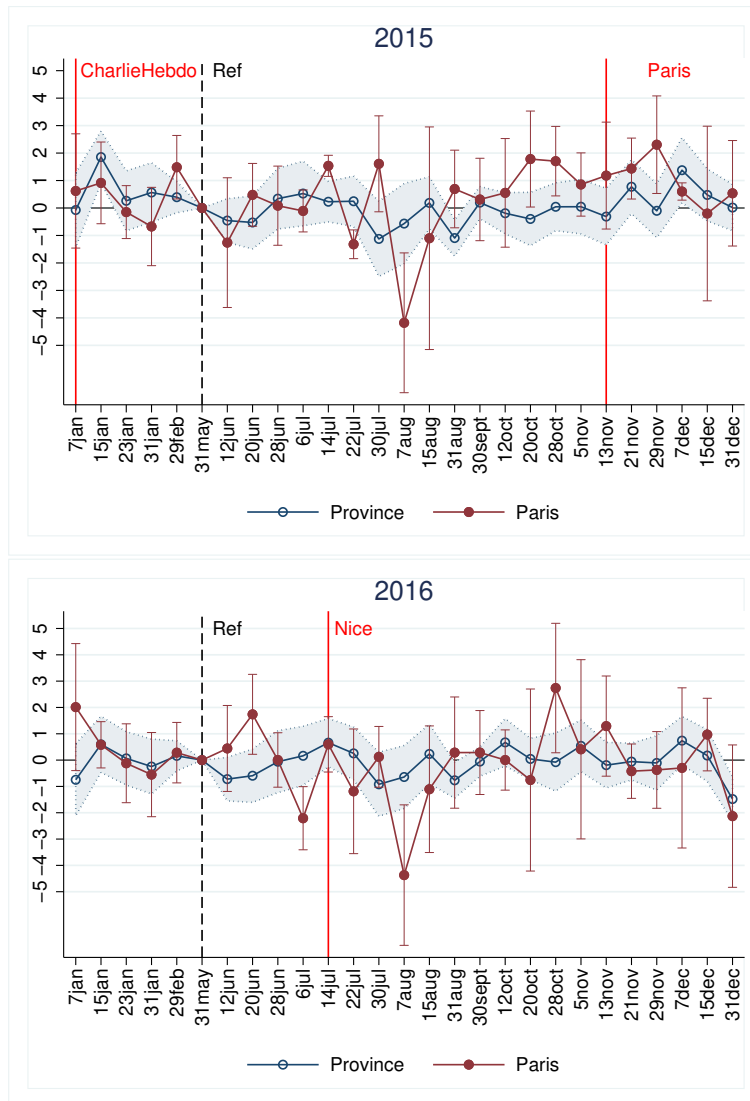 2015
CharlieHebdo
Ref
Paris
5
4
3
2
1
0
−1
−2
−3
−4
−5
7jan
15jan
23jan
31jan
29feb
31may
12jun
20jun
28jun
6jul
14jul
22jul
30jul
7aug
15aug
31aug
30sept
12oct
20oct
28oct
5nov
13nov
21nov
29nov
7dec
15dec
31dec
Province
Paris
2016
Ref
Nice
5
4
3
2
1
0
−1
−2
−3
−4
−5
7jan
15jan
23jan
31jan
29feb
31may
12jun
20jun
28jun
6jul
14jul
22jul
30jul
7aug
15aug
31aug
30sept
12oct
20oct
28oct
5nov
13nov
21nov
29nov
7dec
15dec
31dec
Province
Paris